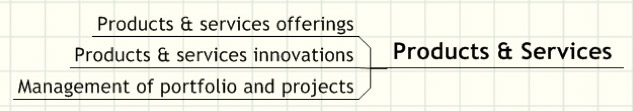 Products & services offerings
Products & services innovations
Products & Services
Management of portfolio and projects